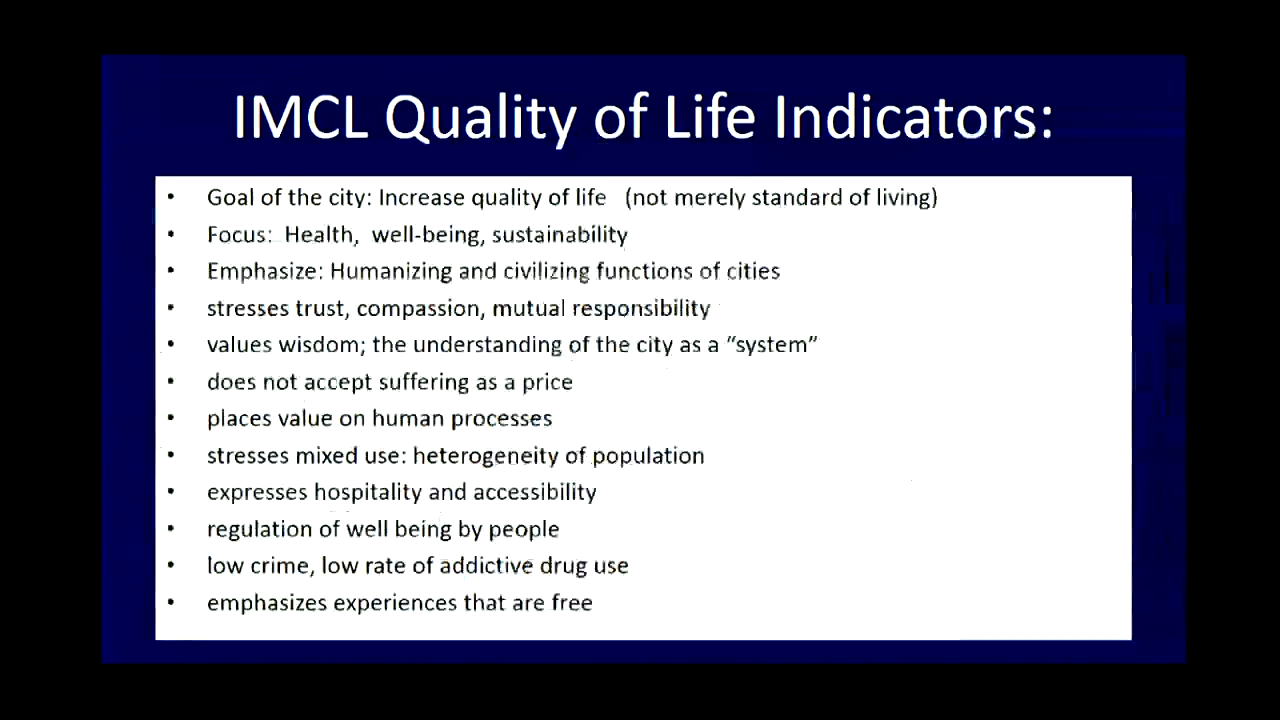 IMCL Quality of Life Indicators:
• Goal of the city: Increase quality of life (not merely standard of living)
• Focus: Health, well-being, sustainability
• Emphasize: Humanizing and civilizing functions of cities
• stresses trust, compassion, mutual responsibility
• values wisdom; the understanding of the city as a “system”
• does not accept suffering as a price
• places value on human processes
• stresses mixed use: heterogeneity of population
• expresses hospitality and accessibility
• regulation of well being by people
• low crime, low rate of addictive drug use
• emphasizes experiences that are free